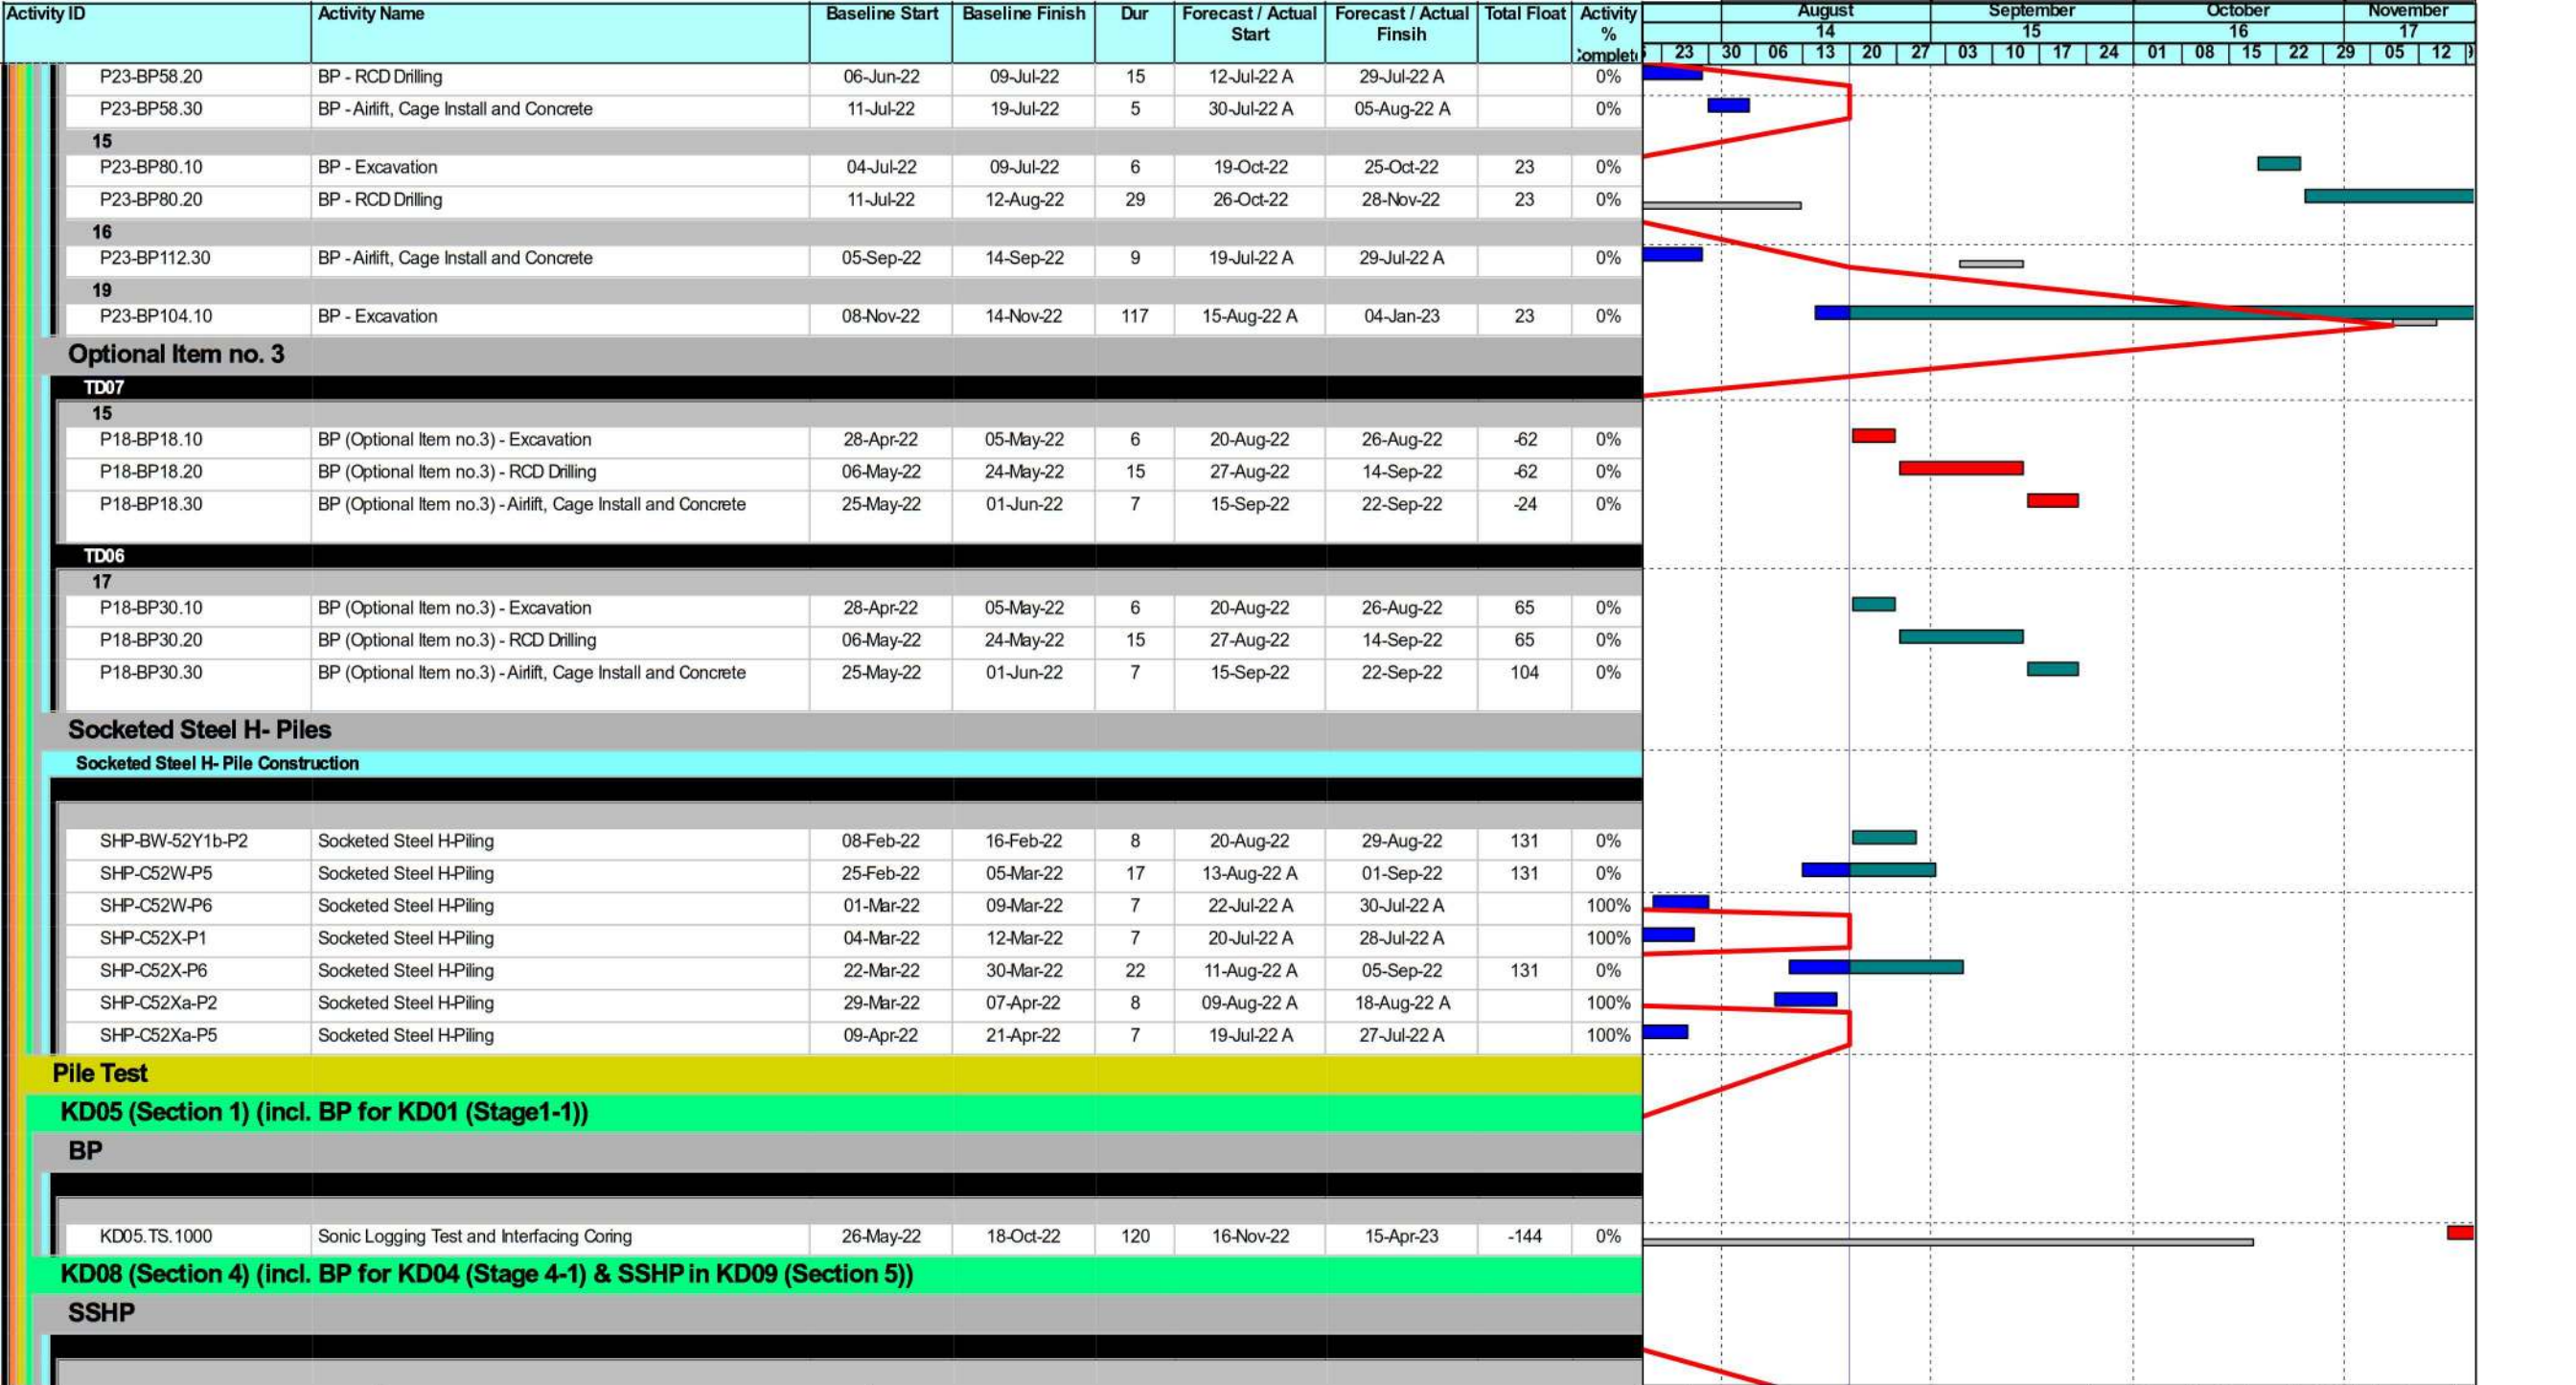 Activity ID Activity Name Baseline Start Baseline Finish Dur Forecast / Actual Start Forecast / Actual Finsih Total Float Activity % August September October November
14 15 16 17
23 30 06 13 20 27 03 10 17 24 01 08 15 22 29 05 12
P23-BP58.20 BP - RCD Drilling 06-Jun-22 09-Jul-22 15 12-Jul-22 A 29-Jul-22 A 0%
P23-BP58.30 BP - Airlift, Cage Install and Concrete 11-Jul-22 19-Jul-22 5 30-Jul-22 A 05-Aug-22 A 0%
15
P23-BP80.10 BP - Excavation 04-Jul-22 09-Jul-22 6 19-Oct-22 25-Oct-22 23 0%
P23-BP80.20 BP - RCD Drilling 11-Jul-22 12-Aug-22 29 26-Oct-22 28-Nov-22 23 0%
16
P23-BP112.30 BP - Airlift, Cage Install and Concrete 05-Sep-22 14-Sep-22 9 19-Jul-22 A 29-Jul-22 A 0%
19
P23-BP104.10 BP - Excavation 08-Nov-22 14-Nov-22 117 15-Aug-22 A 04-Jan-23 23 0%
Optional Item no. 3
TD07
15
P18-BP18.10 BP (Optional Item no.3) - Excavation 28-Apr-22 05-May-22 6 20-Aug-22 26-Aug-22 -62 0%
P18-BP18.20 BP (Optional Item no.3) - RCD Drilling 06-May-22 24-May-22 15 27-Aug-22 14-Sep-22 -62 0%
P18-BP18.30 BP (Optional Item no.3) - Airlift, Cage Install and Concrete 25-May-22 01-Jun-22 7 15-Sep-22 22-Sep-22 -24 0%
TD06
17
P18-BP30.10 BP (Optional Item no.3) - Excavation 28-Apr-22 05-May-22 6 20-Aug-22 26-Aug-22 65 0%
P18-BP30.20 BP (Optional Item no.3) - RCD Drilling 06-May-22 24-May-22 15 27-Aug-22 14-Sep-22 65 0%
P18-BP30.30 BP (Optional Item no.3) - Airlift, Cage Install and Concrete 25-May-22 01-Jun-22 7 15-Sep-22 22-Sep-22 104 0%
Socketed Steel H- Piles
Socketed Steel H- Pile Construction
SHP-BW-52Y1b-P2 Socketed Steel H-Piling 08-Feb-22 16-Feb-22 8 20-Aug-22 29-Aug-22 131 0%
SHP-C52W-P5 Socketed Steel H-Piling 25-Feb-22 05-Mar-22 17 13-Aug-22 A 01-Sep-22 131 0%
SHP-C52W-P6 Socketed Steel H-Piling 01-Mar-22 09-Mar-22 7 22-Jul-22 A 30-Jul-22 A 100%
SHP-C52X-P1 Socketed Steel H-Piling 04-Mar-22 12-Mar-22 7 20-Jul-22 A 28-Jul-22 A 100%
SHP-C52X-P6 Socketed Steel H-Piling 22-Mar-22 30-Mar-22 22 11-Aug-22 A 05-Sep-22 131 0%
SHP-C52Xa-P2 Socketed Steel H-Piling 29-Mar-22 07-Apr-22 8 09-Aug-22 A 18-Aug-22 A 100%
SHP-C52Xa-P5 Socketed Steel H-Piling 09-Apr-22 21-Apr-22 7 19-Jul-22 A 27-Jul-22 A 100%
Pile Test
KD05 (Section 1) (incl. BP for KD01 (Stage1-1))
BP
KD05.TS.1000 Sonic Logging Test and Interfacing Coring 26-May-22 18-Oct-22 120 16-Nov-22 15-Apr-23 -144 0%
KD08 (Section 4) (incl. BP for KD04 (Stage 4-1) & SSHP in KD09 (Section 5))
SSHP